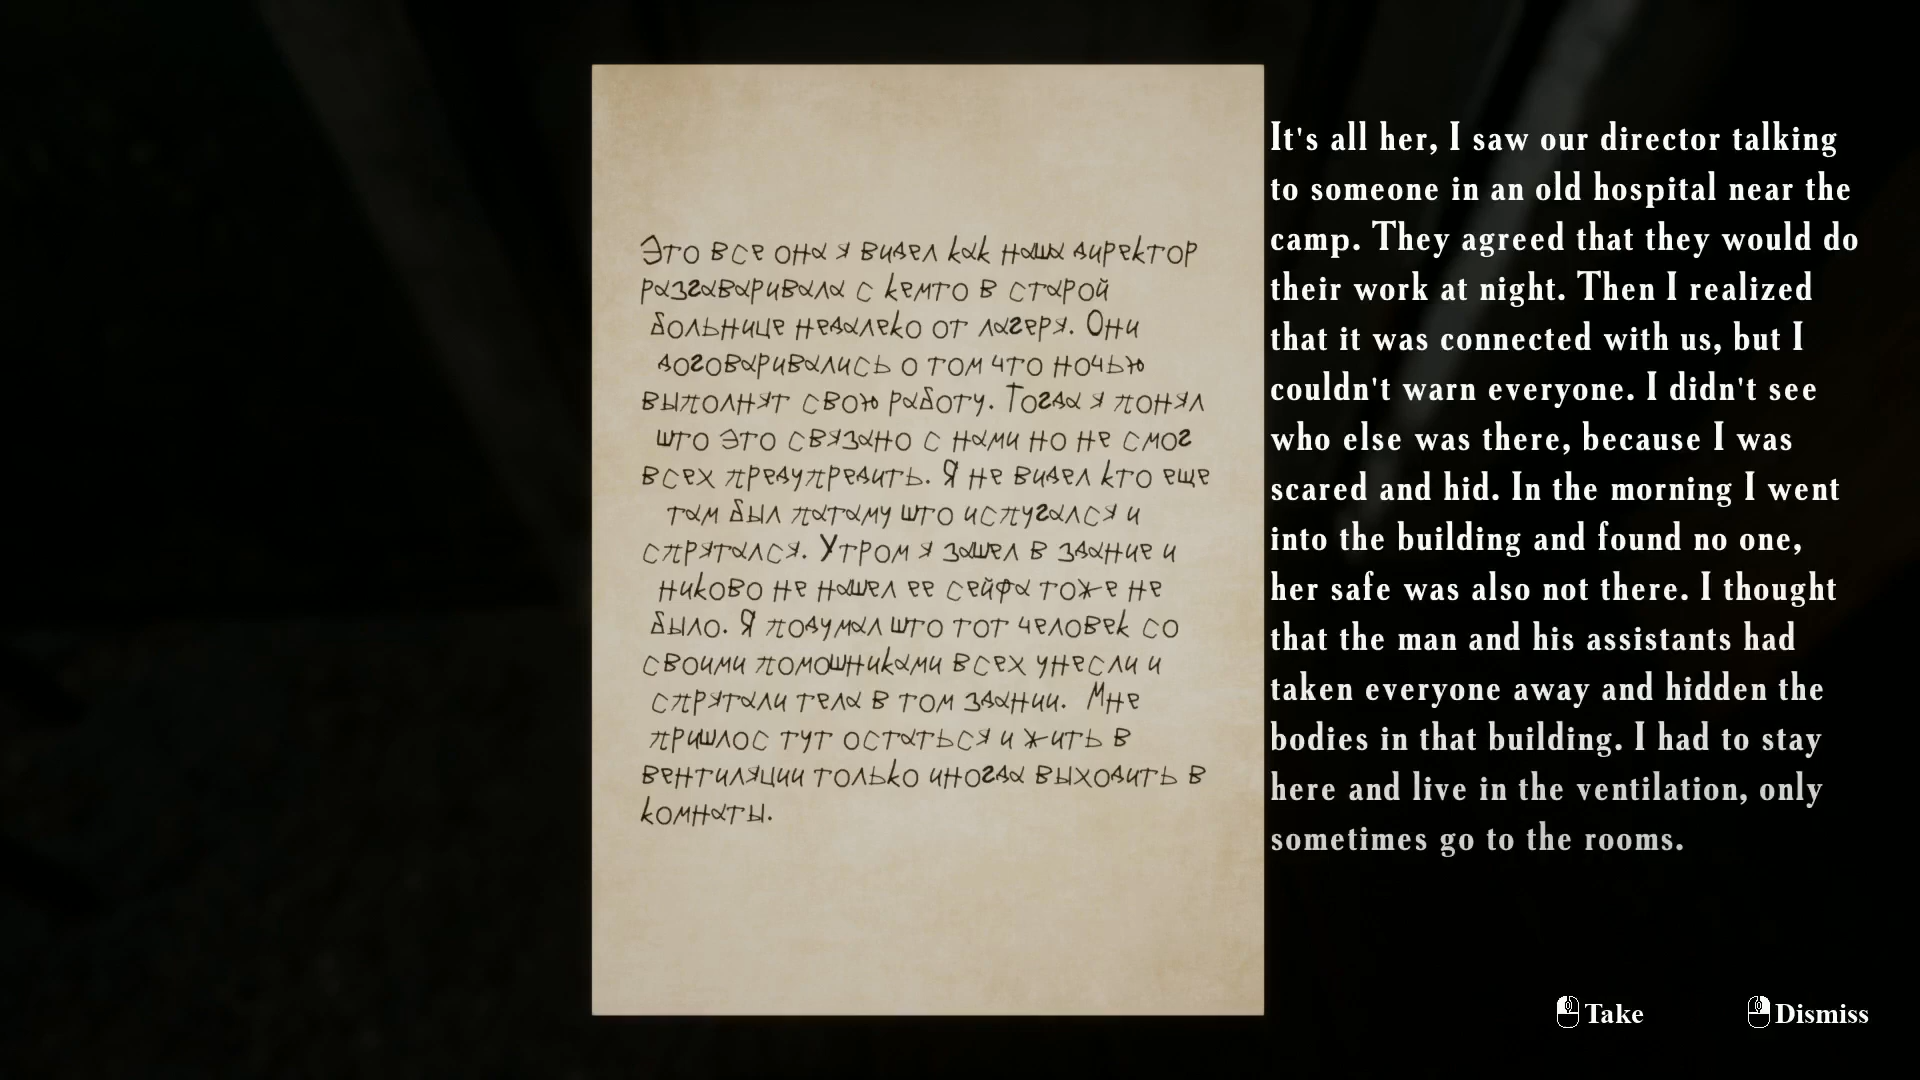 Это все она я видел как наша директор
разгаваривала с кемто в старой
больнице недалеко от лагеря. Они
договаривались о том что ночью
выполнят свою работу. Тогда я понял
што это связано с нами но не смог
всех предупредить. Я не видел кто еще
там был патаму што испугался и
спрятался. Утром я зашел в здание и
никово не нашел ее сейфа тоже не
было. Я подумал што тот человек со
своими помошниками всех унесли и
спрятали тела в том здании. Мне
пришлос тут остаться и жить в
вентиляции только иногда выходить в
комнаты.
It's all her, I saw our director talking
to someone in an old hospital near the
camp. They agreed that they would do
their work at night. Then I realized
that it was connected with us, but I
couldn't warn everyone. I didn't see
who else was there, because I was
scared and hid. In the morning I went
into the building and found no one,
her safe was also not there. I thought
that the man and his assistants had
taken everyone away and hidden the
bodies in that building. I had to stay
here and live in the ventilation, only
sometimes go to the rooms.
Take
Dismiss